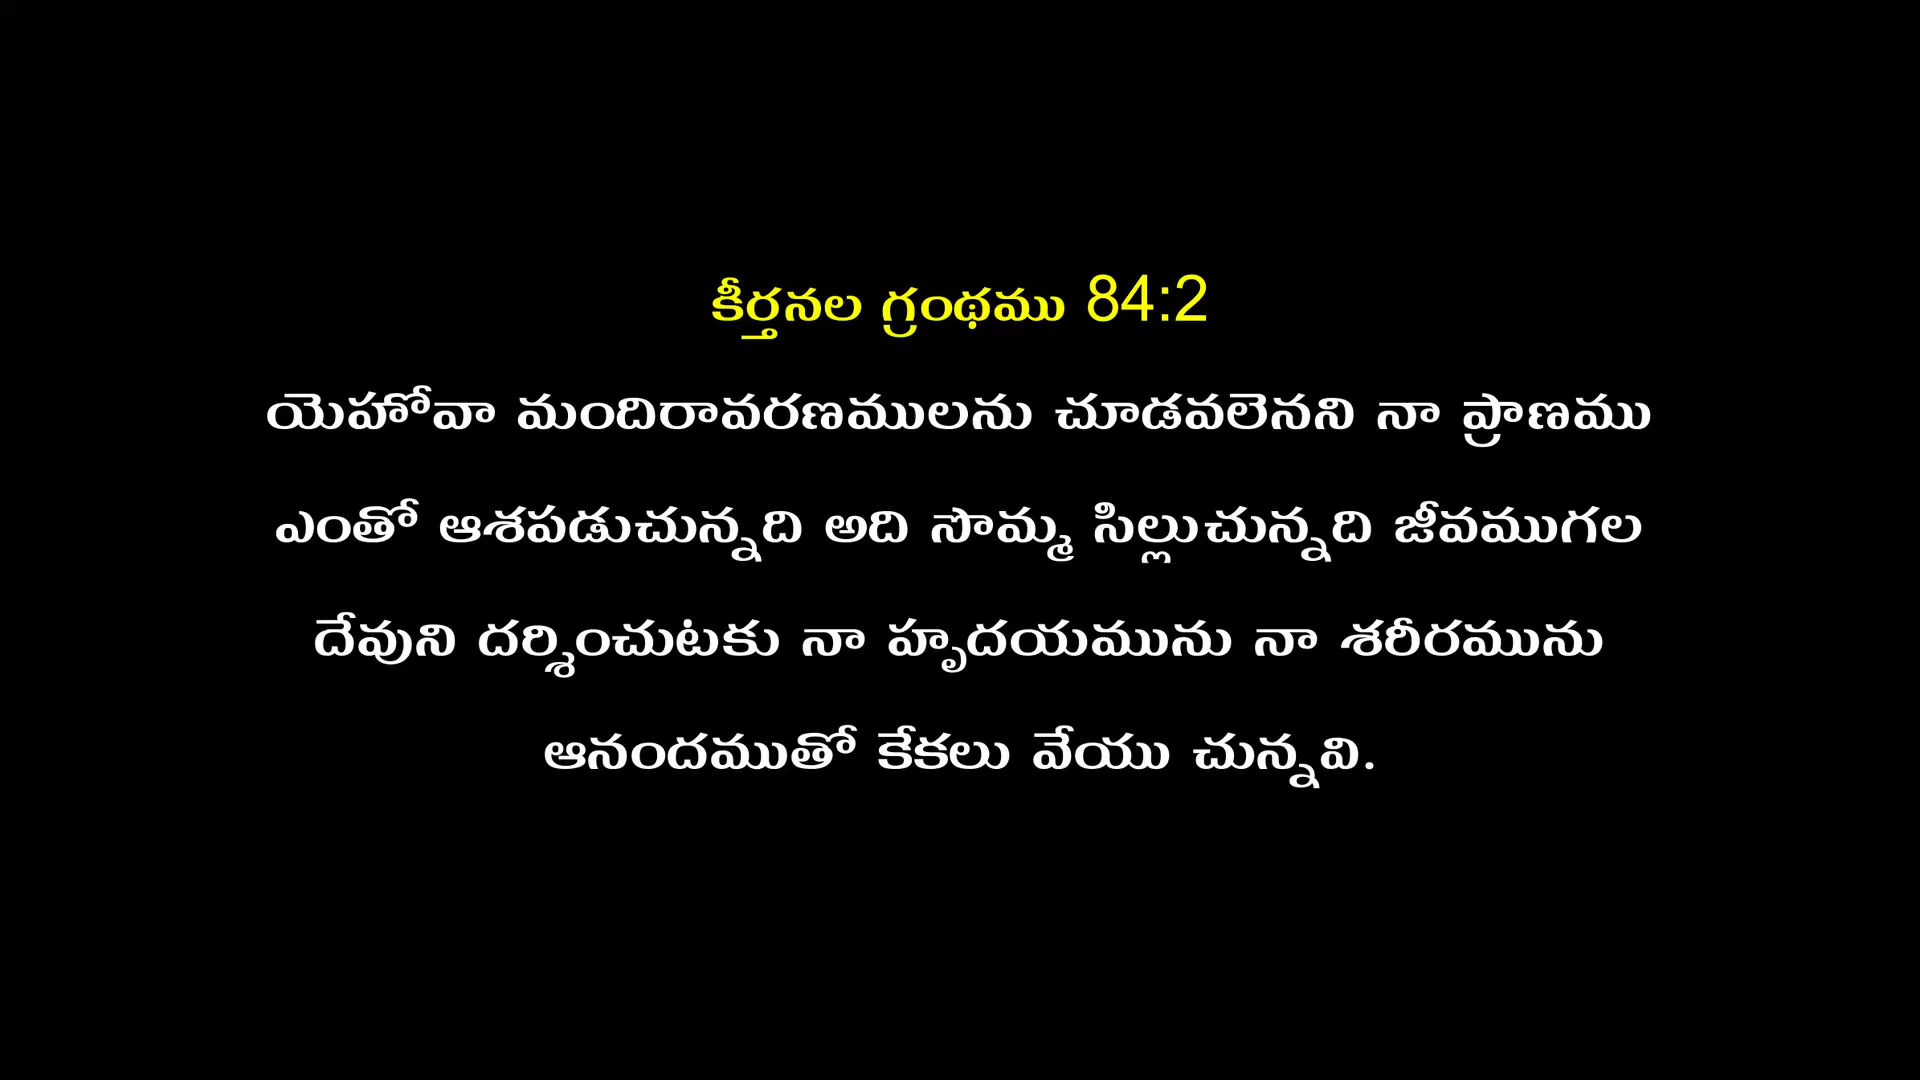 కీర్తనల గ్రంథము 84:2
యెహోవా మందిరావరణములను చూడవలెనని నా ప్రాణము
ఎంతో ఆశపడుచున్నది అది సొమ్మ సిల్లుచున్నది జీవముగల
దేవుని దర్శించుటకు నా హృదయమును నా శరీరమును
ఆనందముతో కేకలు వేయు చున్నవి.